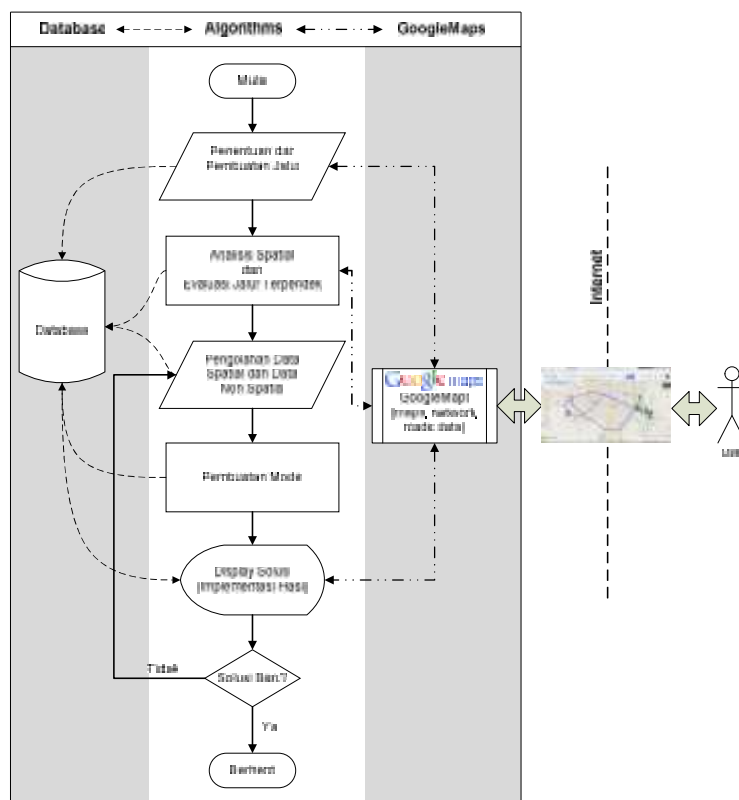 Database
Algorithms
GoogleMaps
Mulai
Penentuan dan
Pembuatan Jalur
Analisis Spatial
dan
Evaluasi Jalur Terpendek
Database
Pengolahan Data
Spatial dan Data
Non Spatial
Google maps
GoogleMaps
(maps, network,
roads data)
Internet
User
Pembuatan Model
Display Solusi
(Implementasi Hasil)
Tidak
Solusi
Ya
Berhenti